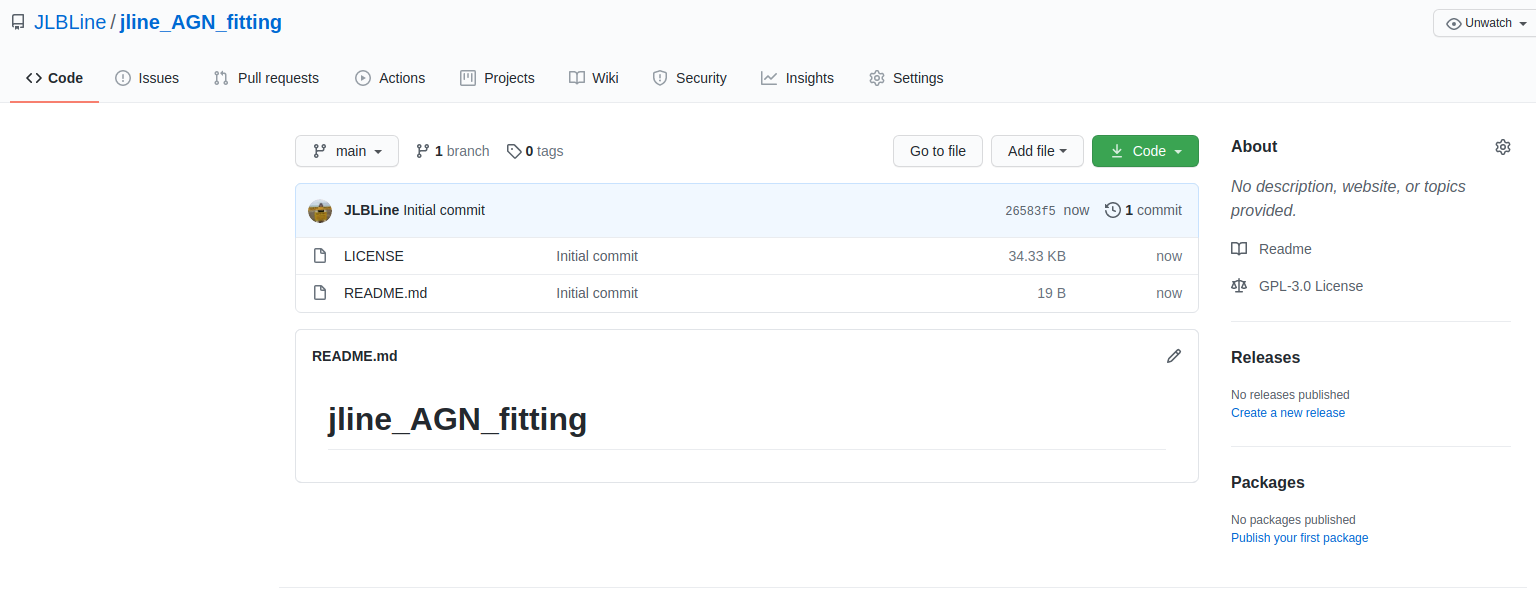 JLBLine / jline_AGN_fitting
Unwatch
Code Issues Pull requests Actions Projects Wiki Security Insights Settings
main 1 branch 0 tags Go to file Add file Code
JLBLine Initial commit 26583f5 now 1 commit
LICENSE Initial commit 34.33 KB now
README.md Initial commit 19 B now
README.md
jline_AGN_fitting
About
No description, website, or topics
provided.
Readme
GPL-3.0 License
Releases
No releases published
Create a new release
Packages
No packages published
Publish your first package